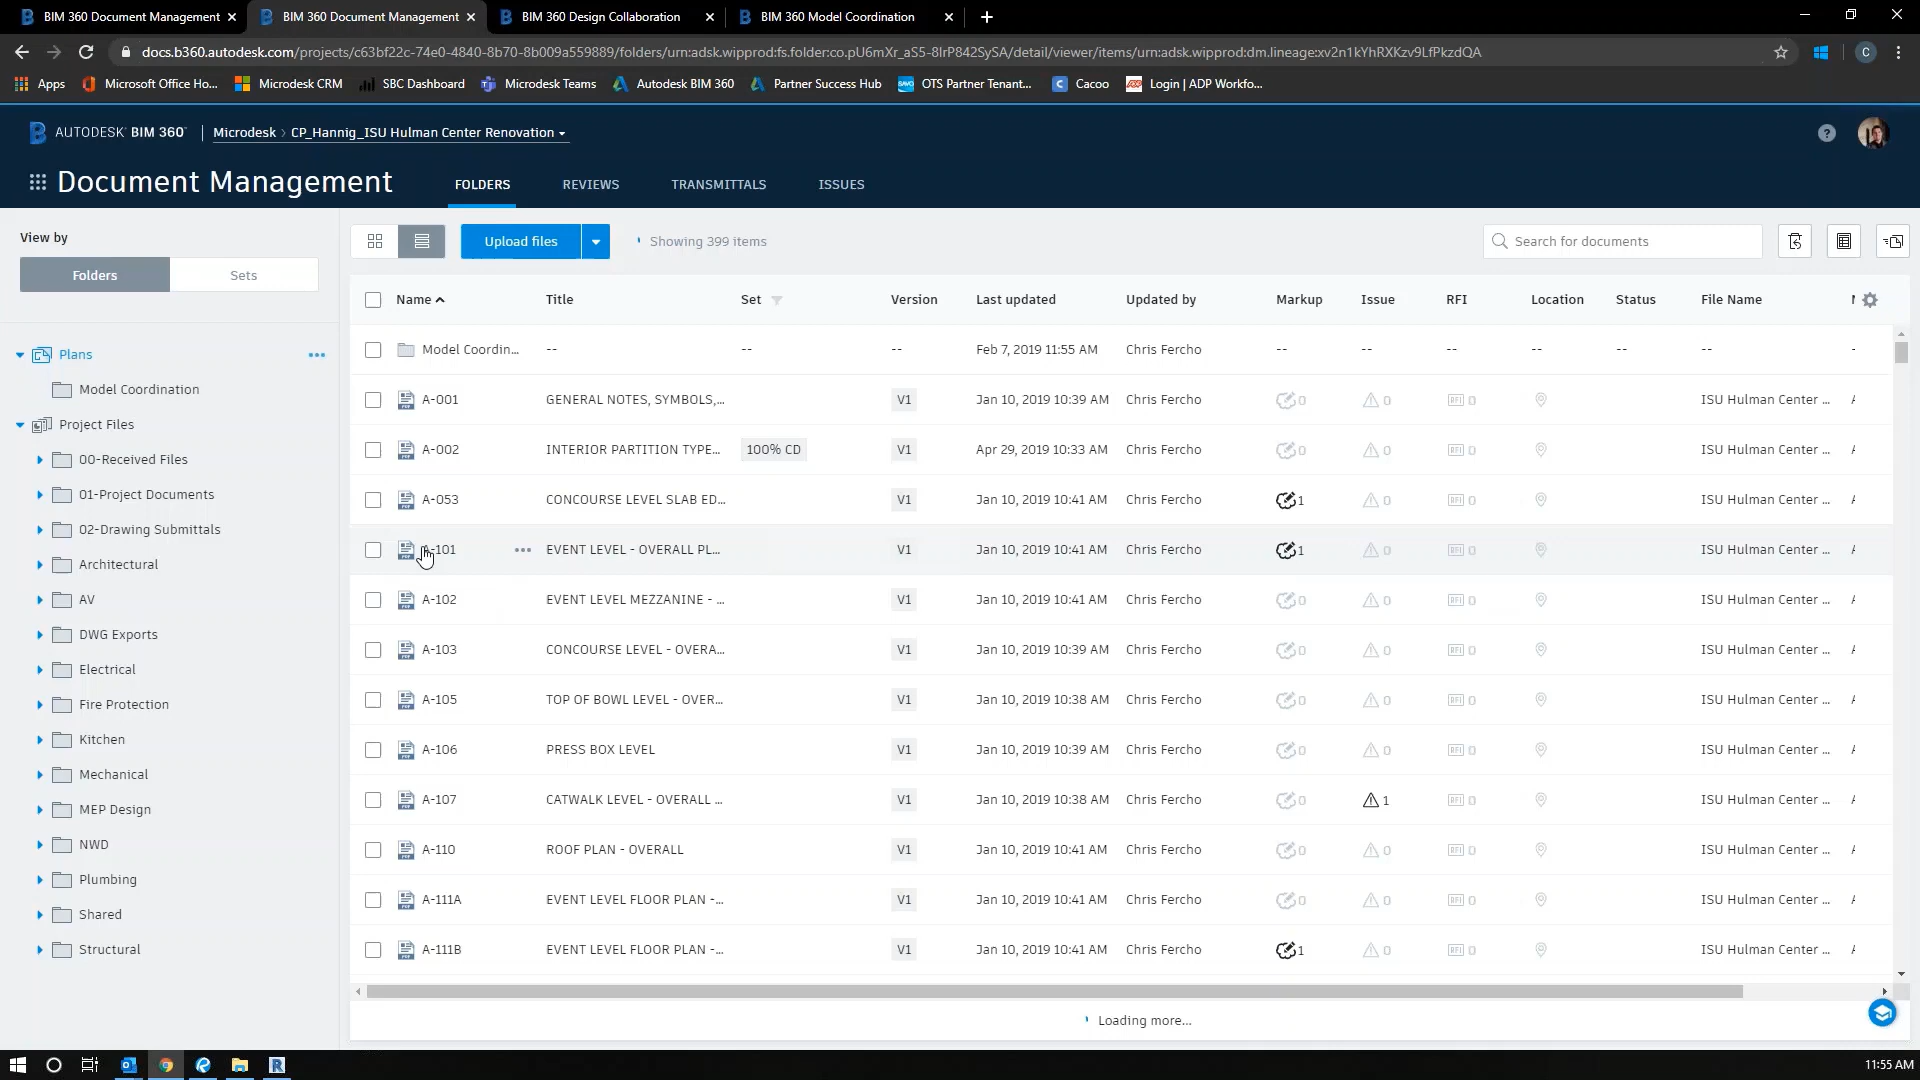 BIM 360 Document Management
BIM 360 Document Management
BIM 360 Design Collaboration
BIM 360 Model Coordination
docs.b360.autodesk.com/projects/c63bf22c-74e0-4840-8b70-8b009a559889/folders/urn:adsk.wipprod:fs.folder:co.pU6mXr_aS5-8IrP842SySA/detail/viewer/items/urn:adsk.wipprod:dm.lineage:xv2n1kYhRXKzv9LfPkzdQA
C
Apps Microsoft Office Ho... Microdesk CRM SBC Dashboard Microdesk Teams Autodesk BIM 360 Partner Success Hub OTS Partner Tenant... Cacoo Login | ADP Workfo...
AUTODESK BIM 360 Microdesk > CP_Hannig_ISU Hulman Center Renovation
Document Management FOLDERS REVIEWS TRANSMITTALS ISSUES
View by
Folders Sets
Plans
Model Coordination
Project Files
00-Received Files
01-Project Documents
02-Drawing Submittals
Architectural
AV
DWG Exports
Electrical
Fire Protection
Kitchen
Mechanical
MEP Design
NWD
Plumbing
Shared
Structural
Upload files Showing 399 items Search for documents
Name Title Set Version Last updated Updated by Markup Issue RFI Location Status File Name
Model Coordin... -- -- -- Feb 7, 2019 11:55 AM Chris Fercho -- -- -- -- -- -- -
A-001 GENERAL NOTES, SYMBOLS,... V1 Jan 10, 2019 10:39 AM Chris Fercho 0 0 RFI 0 ISU Hulman Center ...
A-002 INTERIOR PARTITION TYPE... 100% CD V1 Apr 29, 2019 10:33 AM Chris Fercho 0 0 RFI 0 ISU Hulman Center ...
A-053 CONCOURSE LEVEL SLAB ED... V1 Jan 10, 2019 10:41 AM Chris Fercho 1 0 RFI 0 ISU Hulman Center ...
A-101 ••• EVENT LEVEL - OVERALL PL... V1 Jan 10, 2019 10:41 AM Chris Fercho 1 0 RFI 0 ISU Hulman Center ...
A-102 EVENT LEVEL MEZZANINE - ... V1 Jan 10, 2019 10:41 AM Chris Fercho 0 0 RFI 0 ISU Hulman Center ...
A-103 CONCOURSE LEVEL - OVERA... V1 Jan 10, 2019 10:39 AM Chris Fercho 0 0 RFI 0 ISU Hulman Center ...
A-105 TOP OF BOWL LEVEL - OVER... V1 Jan 10, 2019 10:38 AM Chris Fercho 0 0 RFI 0 ISU Hulman Center ...
A-106 PRESS BOX LEVEL V1 Jan 10, 2019 10:39 AM Chris Fercho 0 0 RFI 0 ISU Hulman Center ...
A-107 CATWALK LEVEL - OVERALL ... V1 Jan 10, 2019 10:38 AM Chris Fercho 0 1 RFI 0 ISU Hulman Center ...
A-110 ROOF PLAN - OVERALL V1 Jan 10, 2019 10:41 AM Chris Fercho 0 0 RFI 0 ISU Hulman Center ...
A-111A EVENT LEVEL FLOOR PLAN -... V1 Jan 10, 2019 10:41 AM Chris Fercho 0 0 RFI 0 ISU Hulman Center ...
A-111B EVENT LEVEL FLOOR PLAN -... V1 Jan 10, 2019 10:41 AM Chris Fercho 1 0 RFI 0 ISU Hulman Center ...
Loading more...
11:55 AM